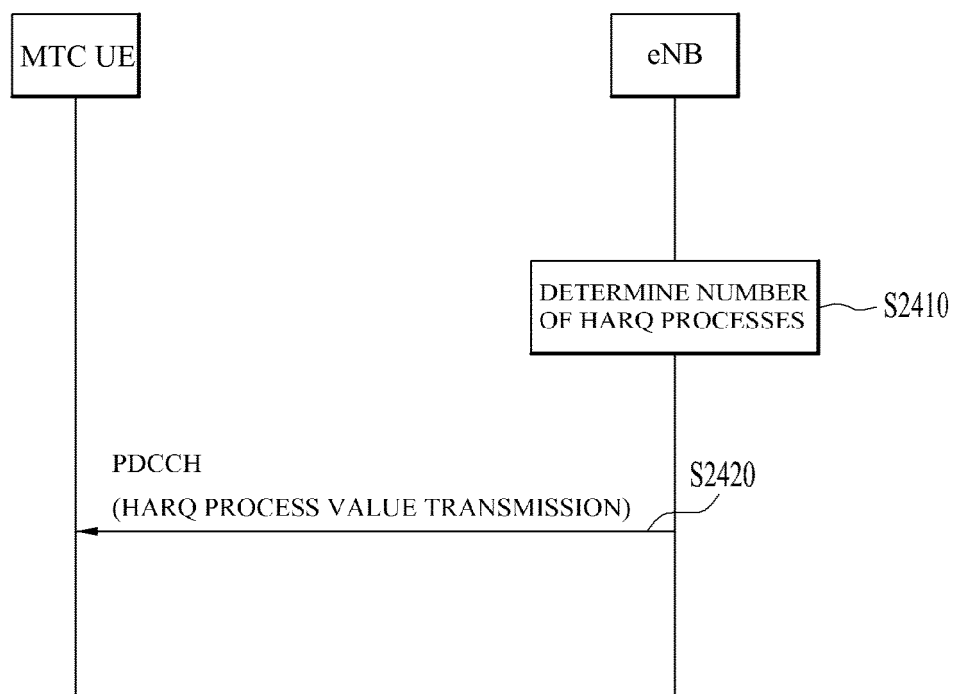 MTC UE
eNB
DETERMINE NUMBER
OF HARQ PROCESSES
S2410
PDCCH
S2420
(HARQ PROCESS VALUE TRANSMISSION)